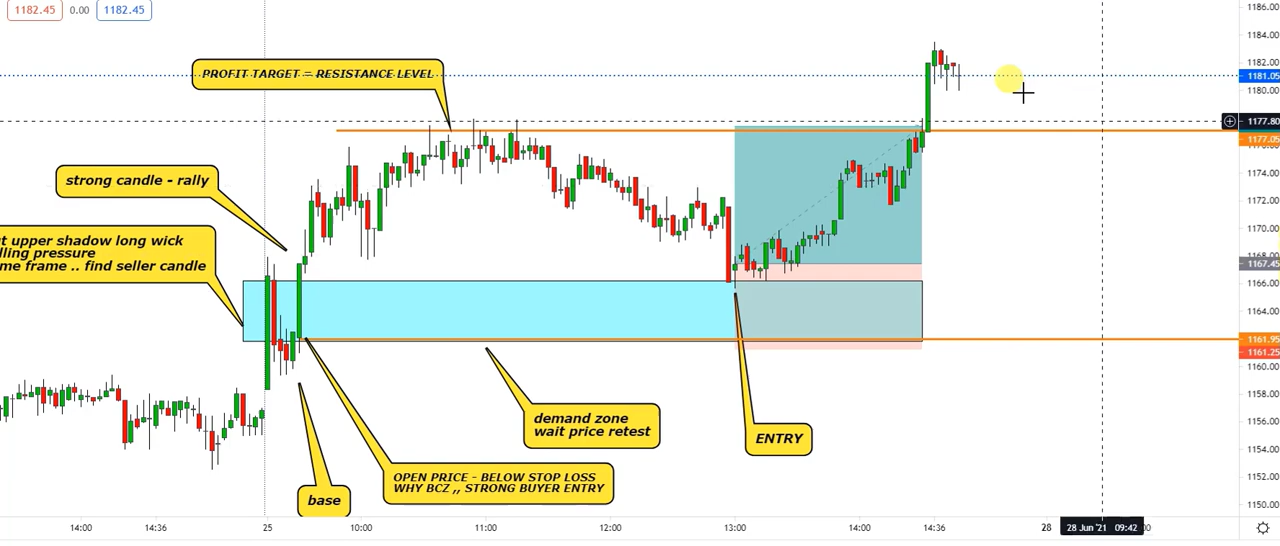 1182.45
0.00
1182.45
PROFIT TARGET = RESISTANCE LEVEL
strong candle - rally
upper shadow long wick
lling pressure
me frame .. find seller candle
demand zone
wait price retest
ENTRY
OPEN PRICE - BELOW STOP LOSS
WHY BCZ ,, STRONG BUYER ENTRY
base
1186.00
1184.00
1182.00
1181.05
1180.00
1177.80
1177.05
1174.00
1172.00
1170.00
1167.45
1166.00
1164.00
1161.95
1161.25
1160.00
1158.00
1156.00
1154.00
1152.00
1150.00
14:00
14:36
25
10:00
11:00
12:00
13:00
14:00
14:36
28
28 Jun '21 09:42